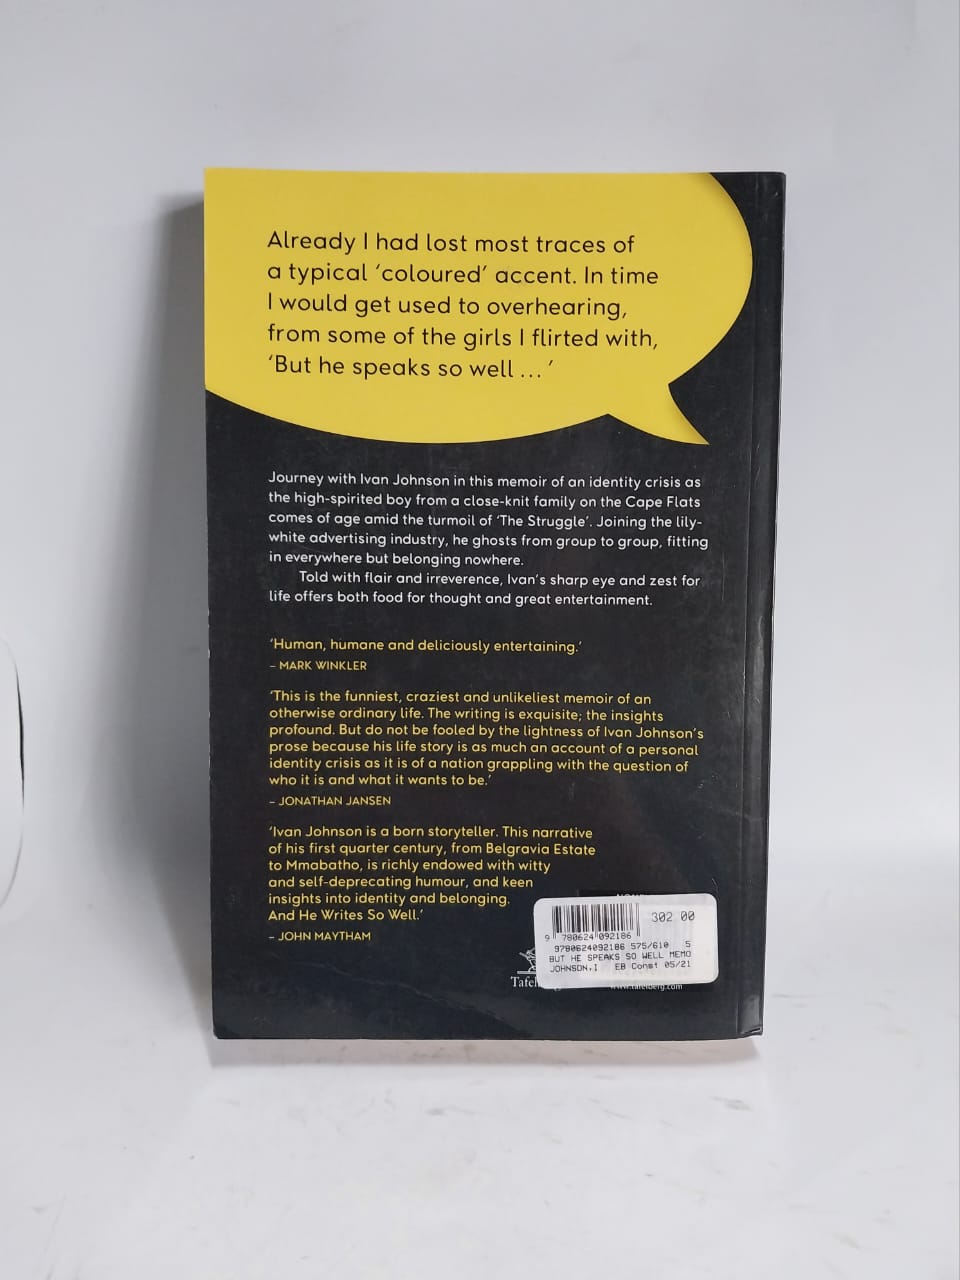 Already I had lost most traces of
a typical ‘coloured’ accent. In time
I would get used to overhearing,
from some of the girls I flirted with,
‘But he speaks so well ... ’
Journey with Ivan Johnson in this memoir of an identity crisis as
the high-spirited boy from a close-knit family on the Cape Flats
comes of age amid the turmoil of ‘The Struggle’. Joining the lily-
white advertising industry, he ghosts from group to group, fitting
in everywhere but belonging nowhere.
Told with flair and irreverence, Ivan’s sharp eye and zest for
life offers both food for thought and great entertainment.
‘Human, humane and deliciously entertaining.’
– MARK WINKLER
‘This is the funniest, craziest and unlikeliest memoir of an
otherwise ordinary life. The writing is exquisite; the insights
profound. But do not be fooled by the lightness of Ivan Johnson’s
prose because his life story is as much an account of a personal
identity crisis as it is of a nation grappling with the question of
who it is and what it wants to be.’
– JONATHAN JANSEN
‘Ivan Johnson is a born storyteller. This narrative
of his first quarter century, from Belgravia Estate
to Mmabatho, is richly endowed with witty
and self-deprecating humour, and keen
insights into identity and belonging.
And He Writes So Well.’
– JOHN MAYTHAM
302 00
9 780624 092186
9780624092186 575/610 5
BUT HE SPEAKS SO WELL MEMO
JOHNSON,I EB Const 05/21
www.tafelberg.com